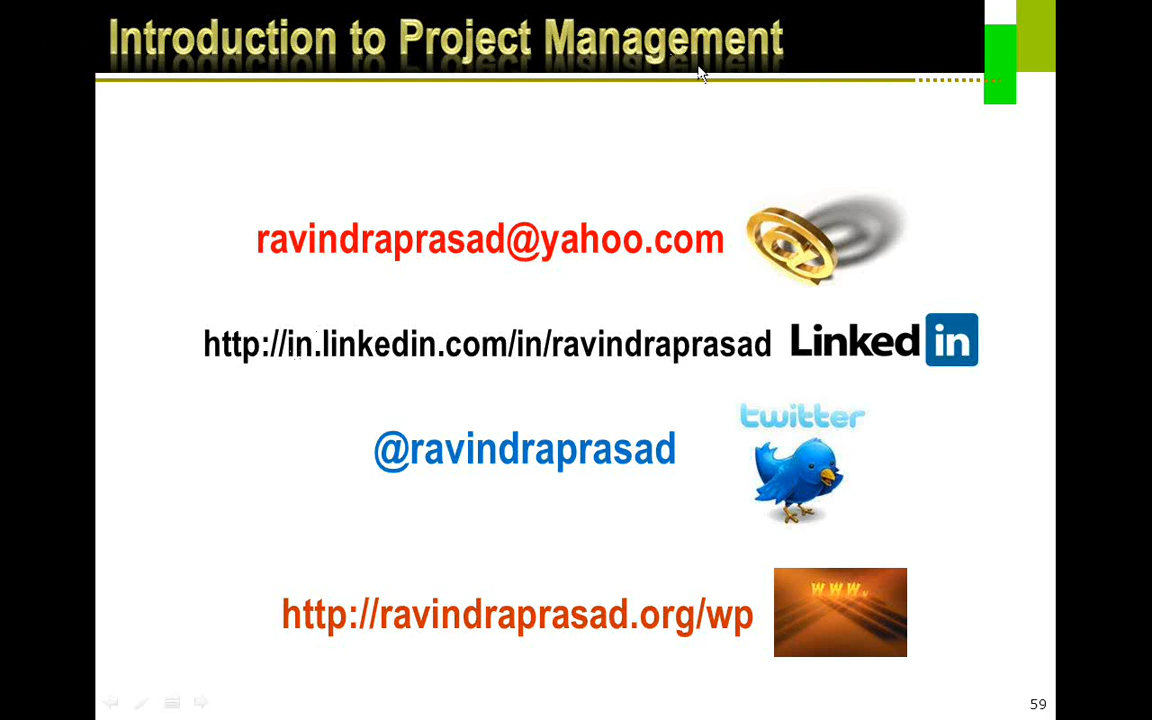 Introduction to Project Management
ravindraprasad@yahoo.com
http://in.linkedin.com/in/ravindraprasad Linked in
twitter
@ravindraprasad
www.
http://ravindraprasad.org/wp
59